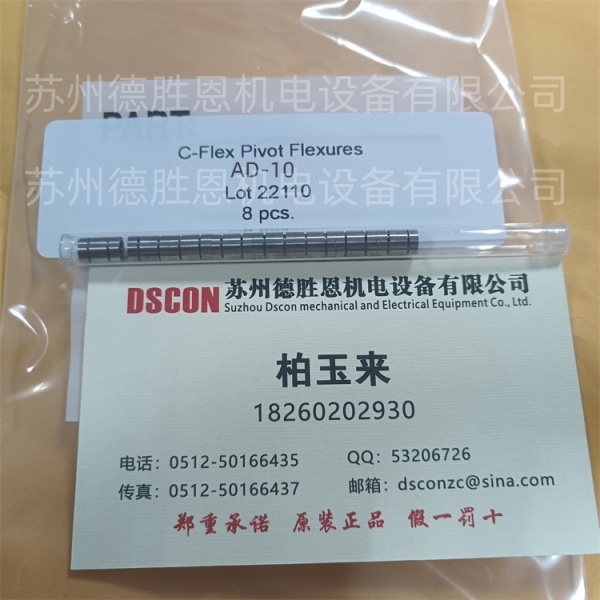 苏州德胜恩机电设备有限公司
PART:
C-Flex Pivot Flexures
苏州德胜恩机电设备有限公司
AD-10
Lot 22110
8 pcs.
DSCON 苏州德胜恩机电设备有限公司
Suzhou Dscon mechanical and Electrical Equipment Co., Ltd.
柏玉来
18260202930
电话：0512-50166435 QQ：53206726
传真：0512-50166437 邮箱：dsconzc@sina.com
郑重承诺 原装正品 假一罚十